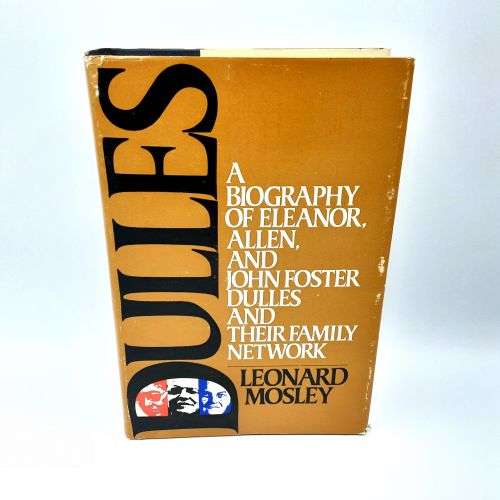 DULLES
A
BIOGRAPHY
OF ELEANOR,
ALLEN,
AND
JOHN FOSTER
DULLES
AND
THEIR FAMILY
NETWORK
LEONARD
MOSLEY